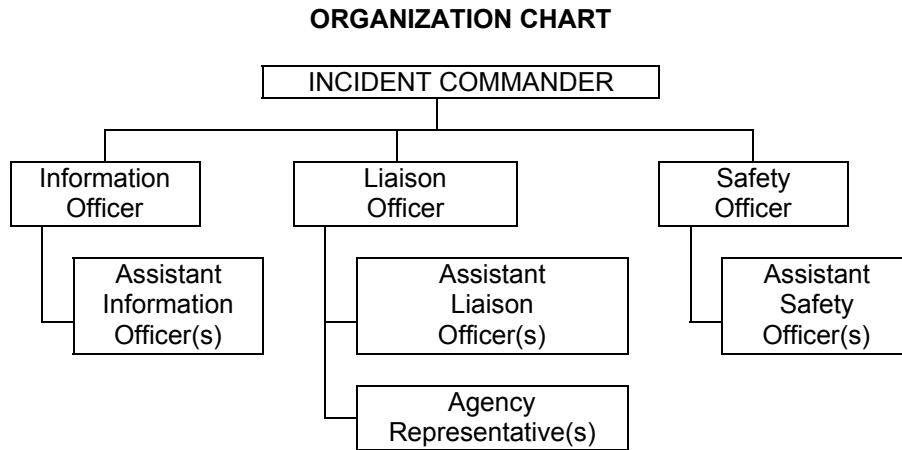 ORGANIZATION CHART
INCIDENT COMMANDER
Information
Officer
Liaison
Officer
Safety
Officer
Assistant
Information
Officer(s)
Assistant
Liaison
Officer(s)
Assistant
Safety
Officer(s)
Agency
Representative(s)